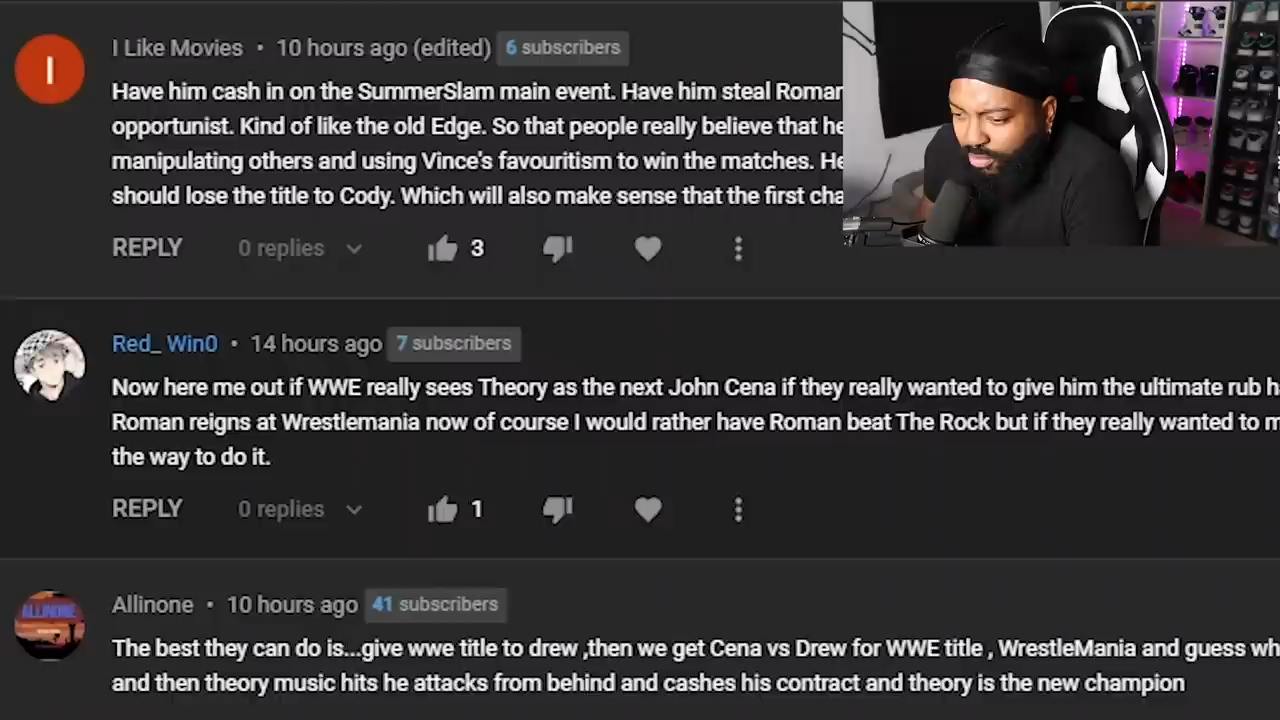 I Like Movies • 10 hours ago (edited) 6 subscribers
Have him cash in on the SummerSlam main event. Have him steal Roman
opportunist. Kind of like the old Edge. So that people really believe that he
manipulating others and using Vince's favouritism to win the matches. He
should lose the title to Cody. Which will also make sense that the first cha
REPLY 0 replies 3
Red_ Win0 • 14 hours ago 7 subscribers
Now here me out if WWE really sees Theory as the next John Cena if they really wanted to give him the ultimate rub h
Roman reigns at Wrestlemania now of course I would rather have Roman beat The Rock but if they really wanted to m
the way to do it.
REPLY 0 replies 1
ALLINONE
Allinone • 10 hours ago 41 subscribers
The best they can do is...give wwe title to drew ,then we get Cena vs Drew for WWE title , WrestleMania and guess wh
and then theory music hits he attacks from behind and cashes his contract and theory is the new champion